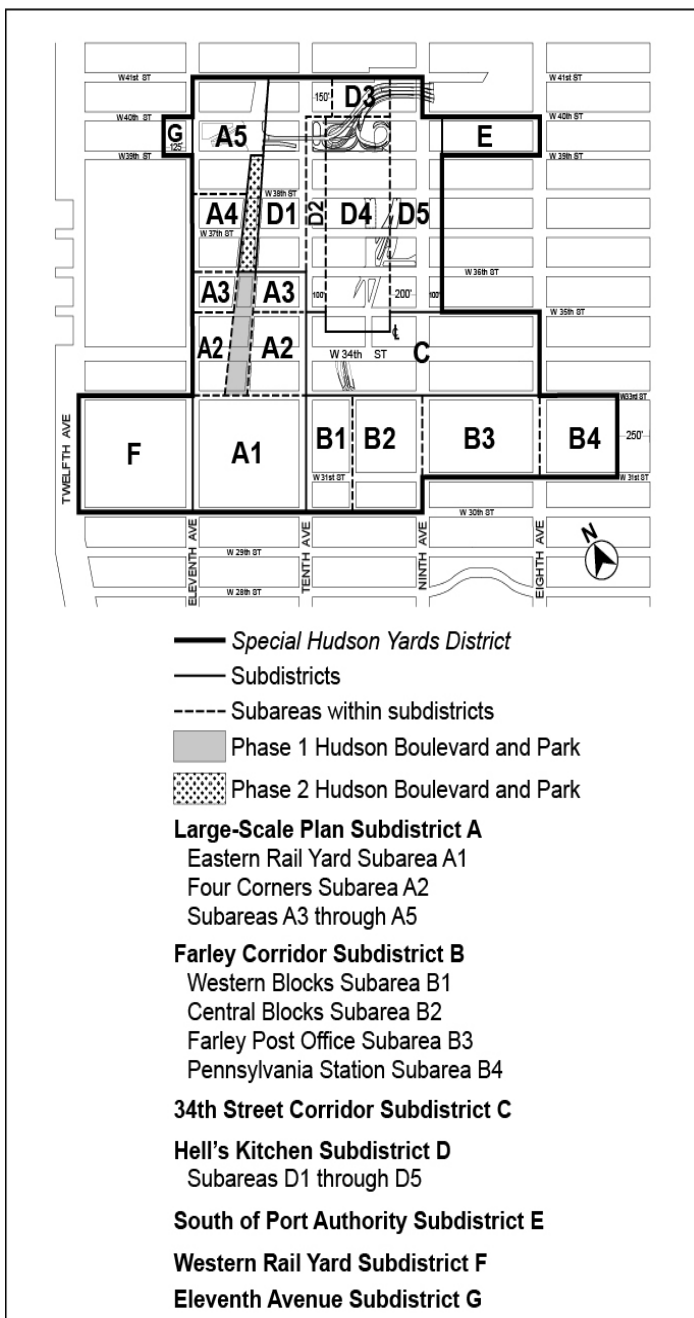 W 41st ST
W 41st ST
150'
D3
W 40th ST
W 40th ST
G
125'
A5
E
W 39th ST
W 39th ST
W 38th ST
A4
D1
D2
D4
D5
W 37th ST
W 36th ST
A3
A3
100'
200'
100'
W 35th ST
A2
A2
W 34th ST
℄
C
W33rd ST
TWELFTH AVE
F
A1
B1
B2
B3
B4
250'
W 31st ST
W 31st ST
W 30th ST
ELEVENTH AVE
TENTH AVE
NINTH AVE
EIGHTH AVE
N
W 29th ST
W 28th ST
Special Hudson Yards District
Subdistricts
Subareas within subdistricts
Phase 1 Hudson Boulevard and Park
Phase 2 Hudson Boulevard and Park
Large-Scale Plan Subdistrict A
Eastern Rail Yard Subarea A1
Four Corners Subarea A2
Subareas A3 through A5
Farley Corridor Subdistrict B
Western Blocks Subarea B1
Central Blocks Subarea B2
Farley Post Office Subarea B3
Pennsylvania Station Subarea B4
34th Street Corridor Subdistrict C
Hell's Kitchen Subdistrict D
Subareas D1 through D5
South of Port Authority Subdistrict E
Western Rail Yard Subdistrict F
Eleventh Avenue Subdistrict G